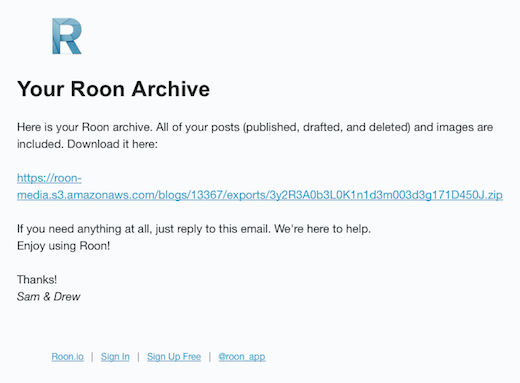 R
Your Roon Archive
Here is your Roon archive. All of your posts (published, drafted, and deleted) and images are
included. Download it here:
https://roon-
media.s3.amazonaws.com/blogs/13367/exports/3y2R3A0b3L0K1n1d3m003d3g171D450J.zip
If you need anything at all, just reply to this email. We're here to help.
Enjoy using Roon!
Thanks!
Sam & Drew
Roon.io | Sign In | Sign Up Free | @roon_app